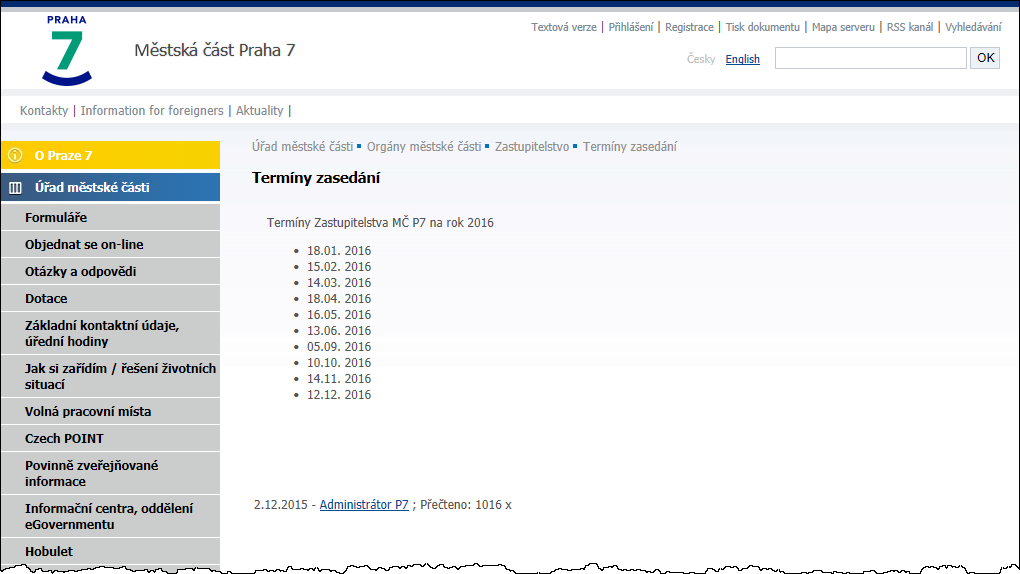 PRAHA
7
Městská část Praha 7
Textová verze | Přihlášení | Registrace | Tisk dokumentu | Mapa serveru | RSS kanál | Vyhledávání
Česky English OK
Kontakty | Information for foreigners | Aktuality |
O Praze 7
Úřad městské části
Formuláře
Objednat se on-line
Otázky a odpovědi
Dotace
Základní kontaktní údaje,
úřední hodiny
Jak si zařídím / řešení životních
situací
Volná pracovní místa
Czech POINT
Povinně zveřejňované
informace
Informační centra, oddělení
eGovernmentu
Hobulet
Úřad městské části ▪ Orgány městské části ▪ Zastupitelstvo ▪ Termíny zasedání
Termíny zasedání
Termíny Zastupitelstva MČ P7 na rok 2016
• 18.01. 2016
• 15.02. 2016
• 14.03. 2016
• 18.04. 2016
• 16.05. 2016
• 13.06. 2016
• 05.09. 2016
• 10.10. 2016
• 14.11. 2016
• 12.12. 2016
2.12.2015 - Administrátor P7 ; Přečteno: 1016 x